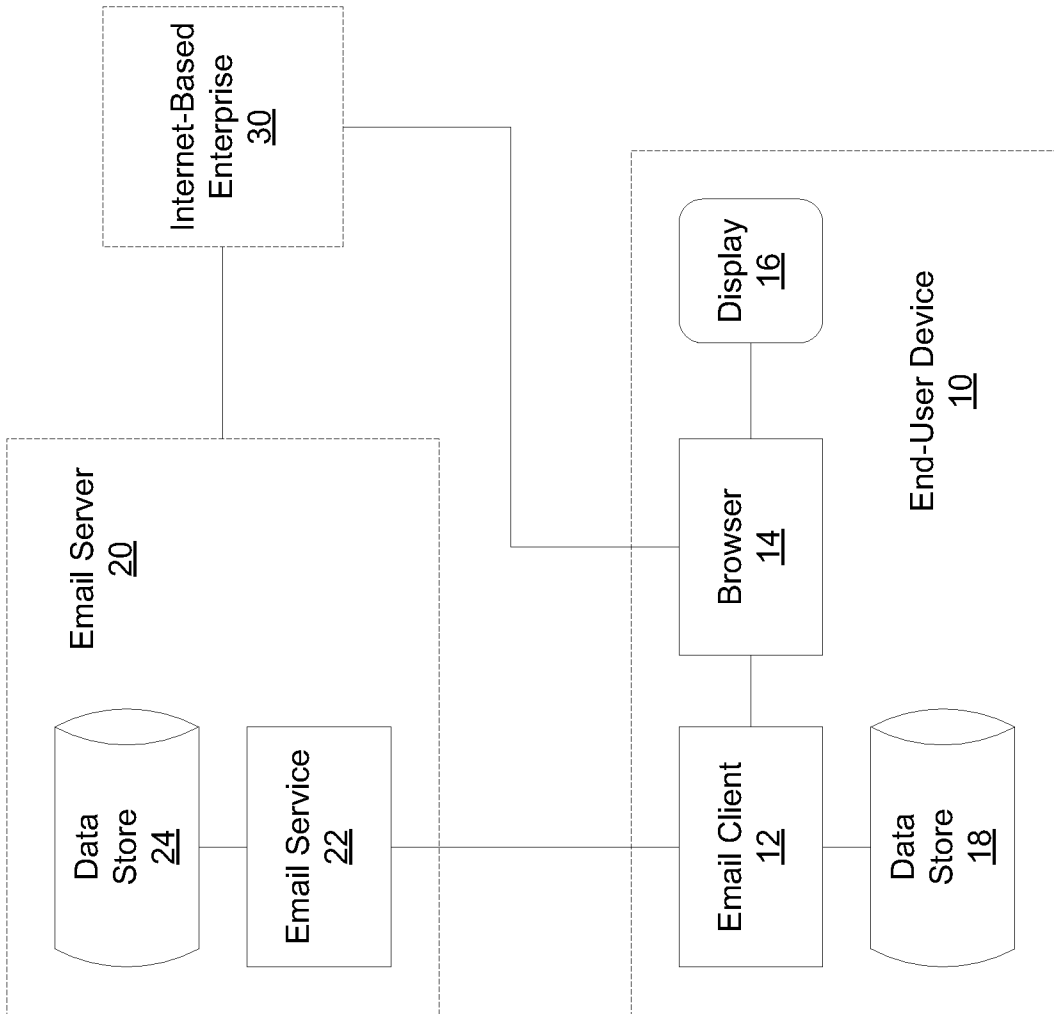 Data
Store
24
Email Service
22
Email Server
20
Internet-Based
Enterprise
30
Email Client
12
Data
Store
18
Browser
14
Display
16
End-User Device
10